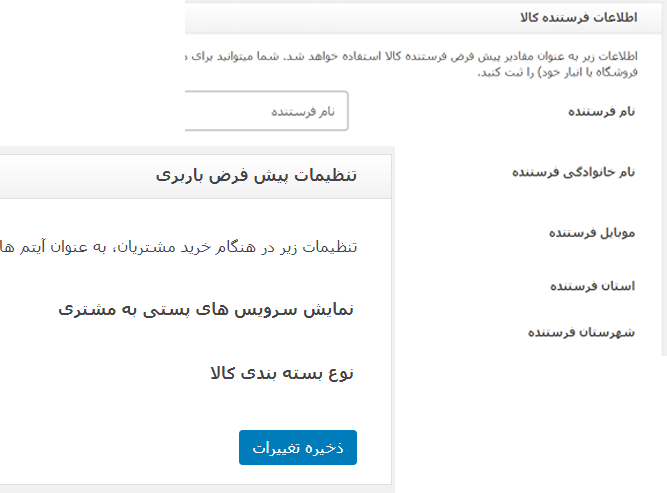 اطلاعات فرستنده کالا
اطلاعات زیر به عنوان مقادیر پیش فرض فرستنده کالا استفاده خواهد شد. شما میتوانید برای
فروشگاه یا انبار خود) را ثبت کنید.
نام فرستنده
نام فرستنده
نام خانوادگی فرستنده
موبایل فرستنده
استان فرستنده
شهرستان فرستنده
تنظیمات پیش فرض باربری
تنظیمات زیر در هنگام خرید مشتریان، به عنوان آیتم ها
نمایش سرویس های پستی به مشتری
نوع بسته بندی کالا
ذخیره تغییرات